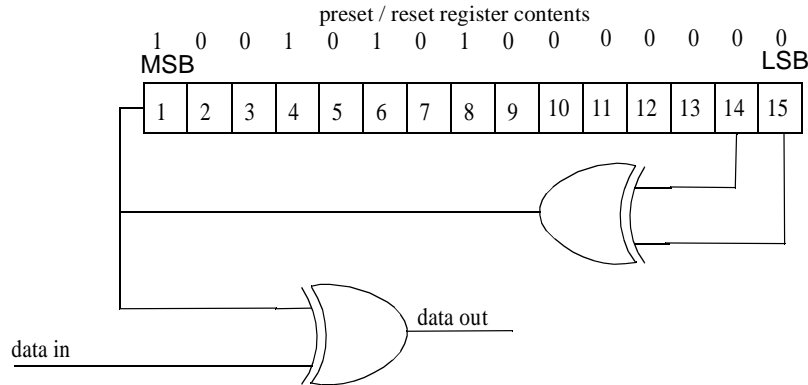 preset / reset register contents
1 0 0 1 0 1 0 1 0 0 0 0 0 0 0
MSB LSB
1 2 3 4 5 6 7 8 9 10 11 12 13 14 15
data out
data in